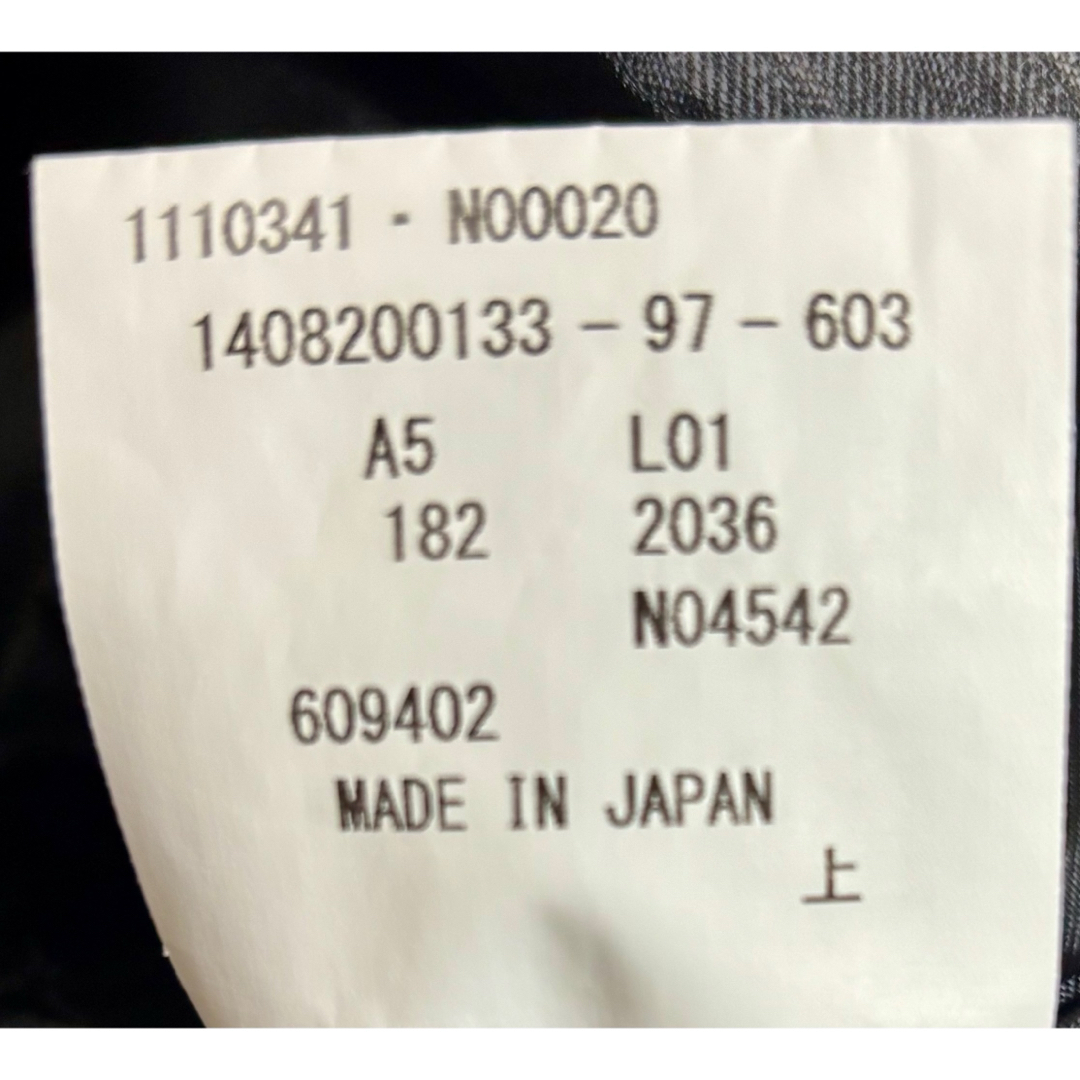 1110341 · N00020
1408200133 - 97 - 603
A5 L01
182 2036
N04542
609402
MADE IN JAPAN
上